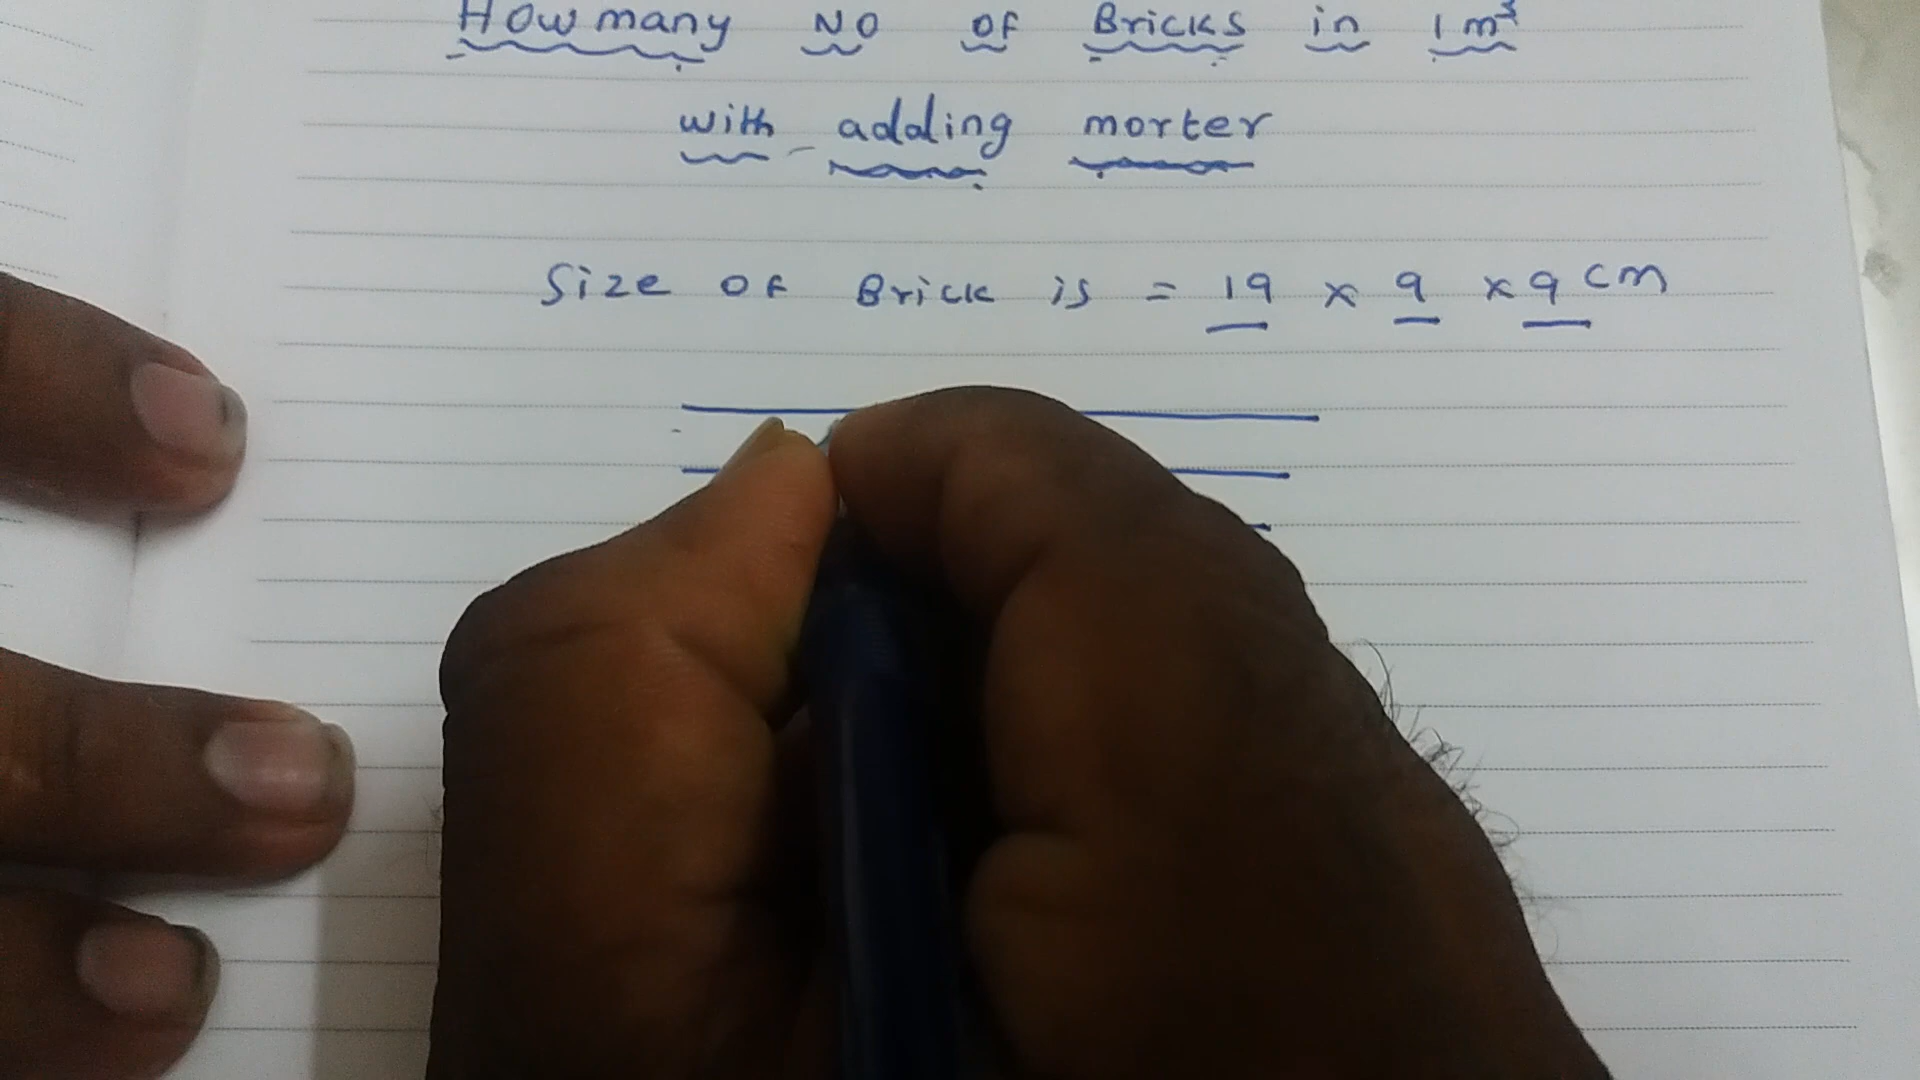 How many NO OF Bricks in 1 m³
with adding morter
Size OF Brick is = 19 x 9 x 9 cm